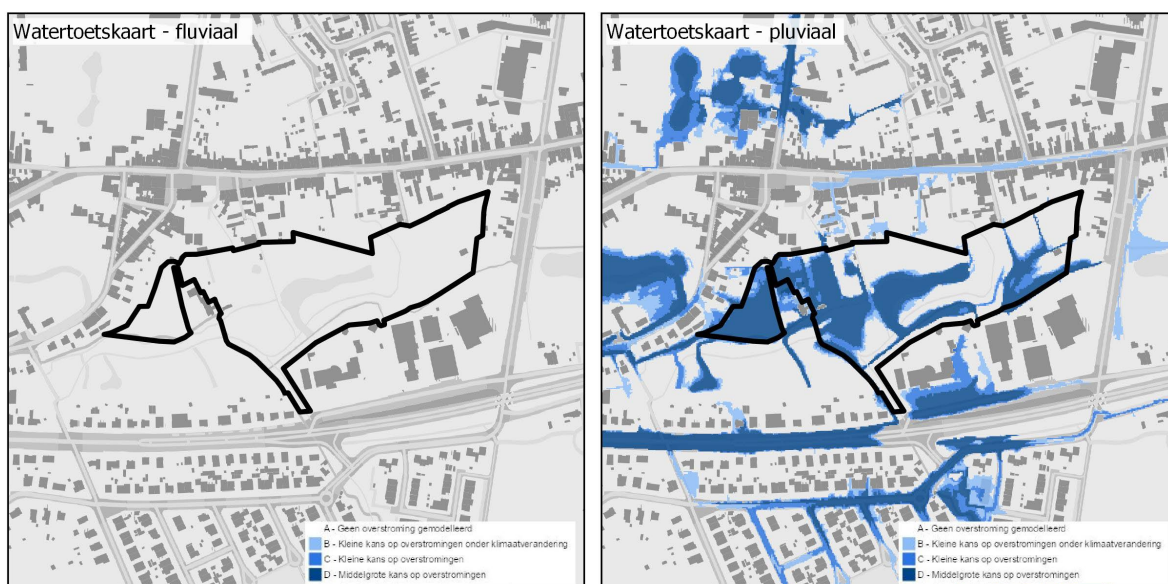 Watertoetskaart - fluviaal
A - Geen overstroming gemodelleerd
B - Kleine kans op overstromingen onder klimaatverandering
C - Kleine kans op overstromingen
D - Middelgrote kans op overstromingen
Watertoetskaart - pluviaal
A - Geen overstroming gemodelleerd
B - Kleine kans op overstromingen onder klimaatverandering
C - Kleine kans op overstromingen
D - Middelgrote kans op overstromingen